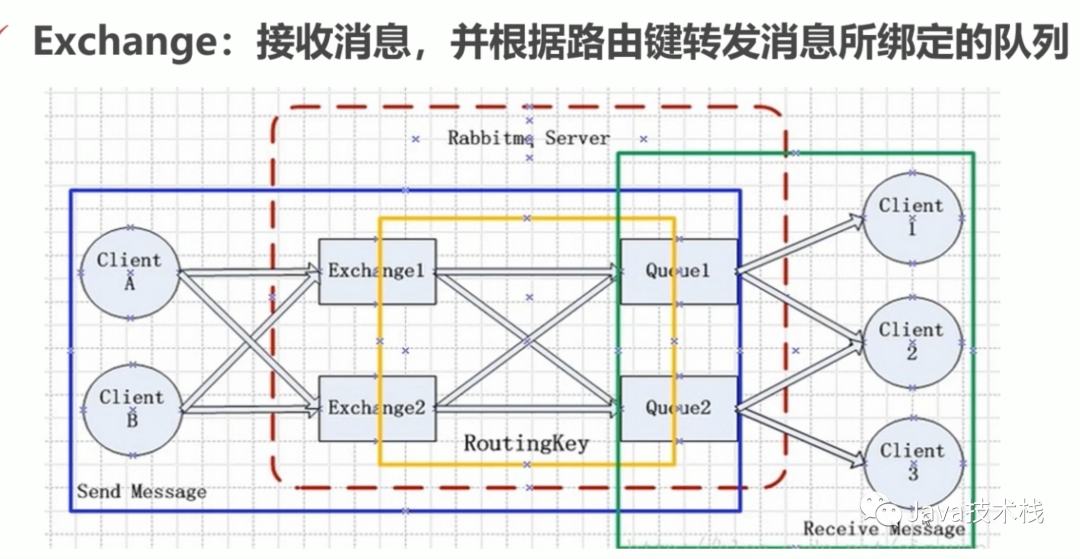 Exchange：接收消息，并根据路由键转发消息所绑定的队列
Rabbitmq Server
Client
A
Client
B
Exchange1
Exchange2
RoutingKey
Queue1
Queue2
Client
1
Client
2
Client
3
Send Message
Java技术栈
Receive Message